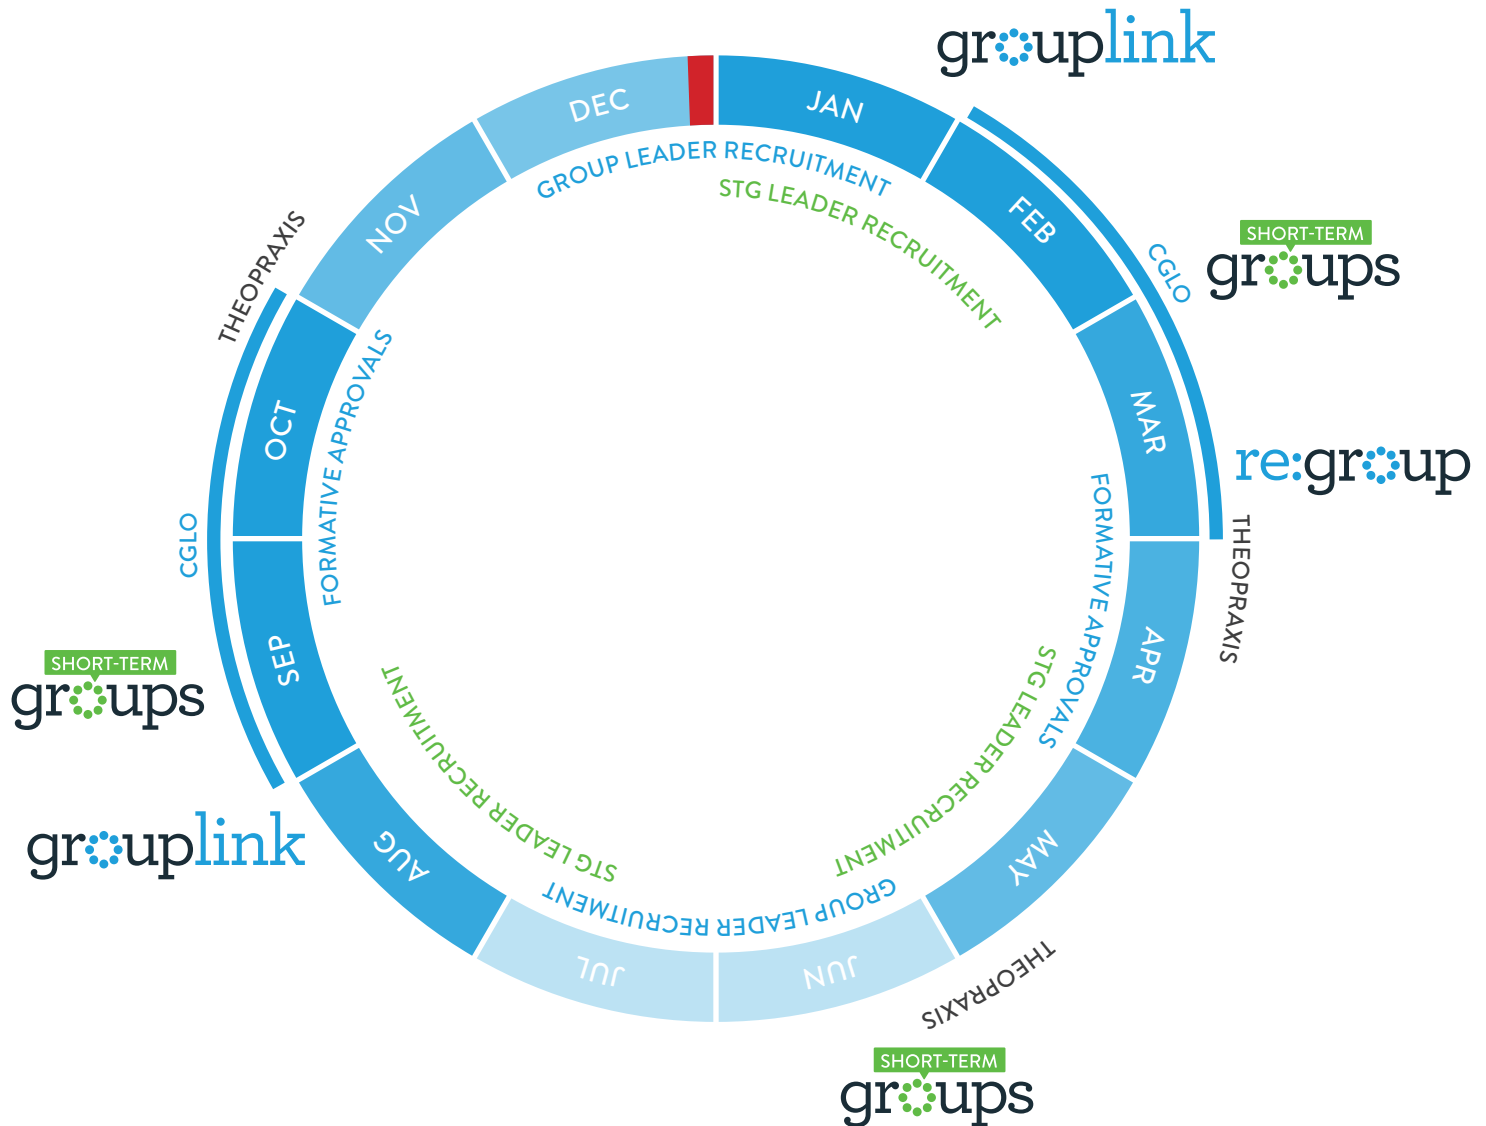 grouplink
JAN
FEB
MAR
APR
MAY
JUN
JUL
AUG
SEP
OCT
NOV
DEC
GROUP LEADER RECRUITMENT
STG LEADER RECRUITMENT
CGLO
SHORT-TERM
groups
re:group
THEOPRAXIS
FORMATIVE APPROVALS
STG LEADER RECRUITMENT
GROUP LEADER RECRUITMENT
THEOPRAXIS
SHORT-TERM
groups
STG LEADER RECRUITMENT
grouplink
SHORT-TERM
groups
CGLO
FORMATIVE APPROVALS
THEOPRAXIS